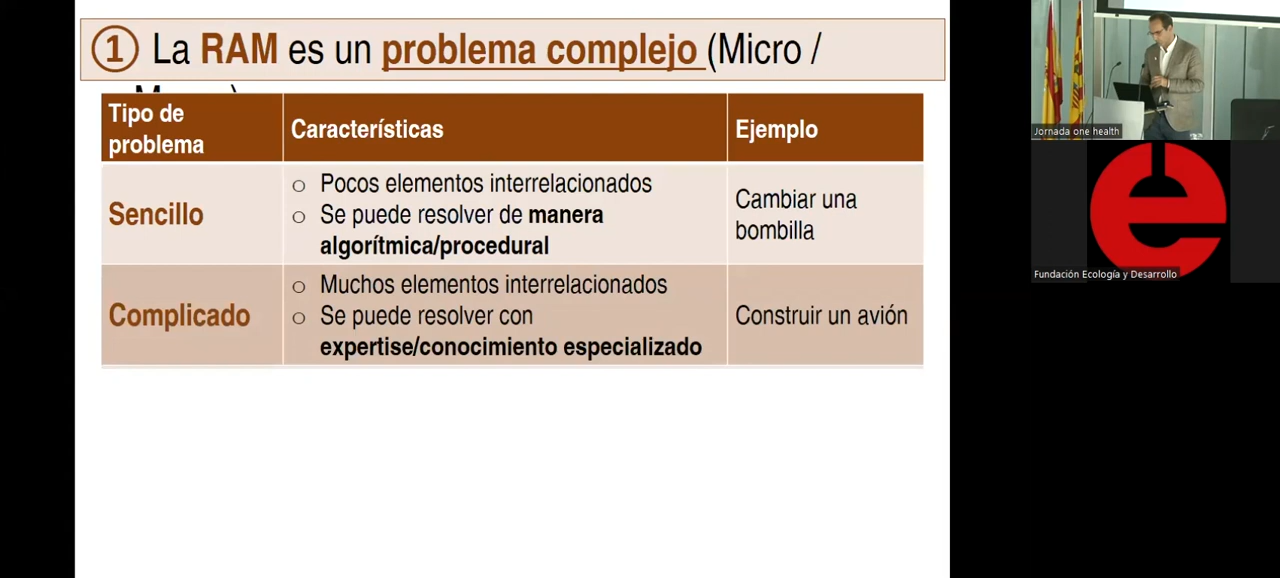 1 La RAM es un problema complejo (Micro /
Tipo de
problema
Características
Ejemplo
Sencillo
o Pocos elementos interrelacionados
o Se puede resolver de manera
algorítmica/procedural
Cambiar una
bombilla
Complicado
o Muchos elementos interrelacionados
o Se puede resolver con
expertise/conocimiento especializado
Construir un avión
Jornada one health
Fundación Ecología y Desarrollo